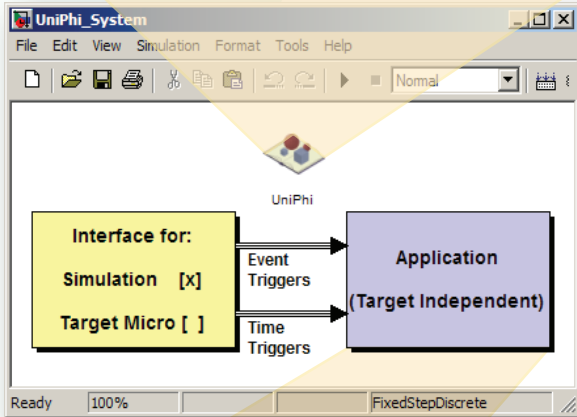 UniPhi_System
File Edit View Simulation Format Tools Help
Normal
UniPhi
Interface for:
Simulation [x]
Target Micro [ ]
Event
Triggers
Time
Triggers
Application
(Target Independent)
Ready 100% FixedStepDiscrete